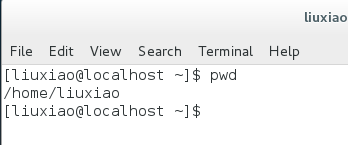 liuxiao
File Edit View Search Terminal Help
[liuxiao@localhost ~]$ pwd
/home/liuxiao
[liuxiao@localhost ~]$